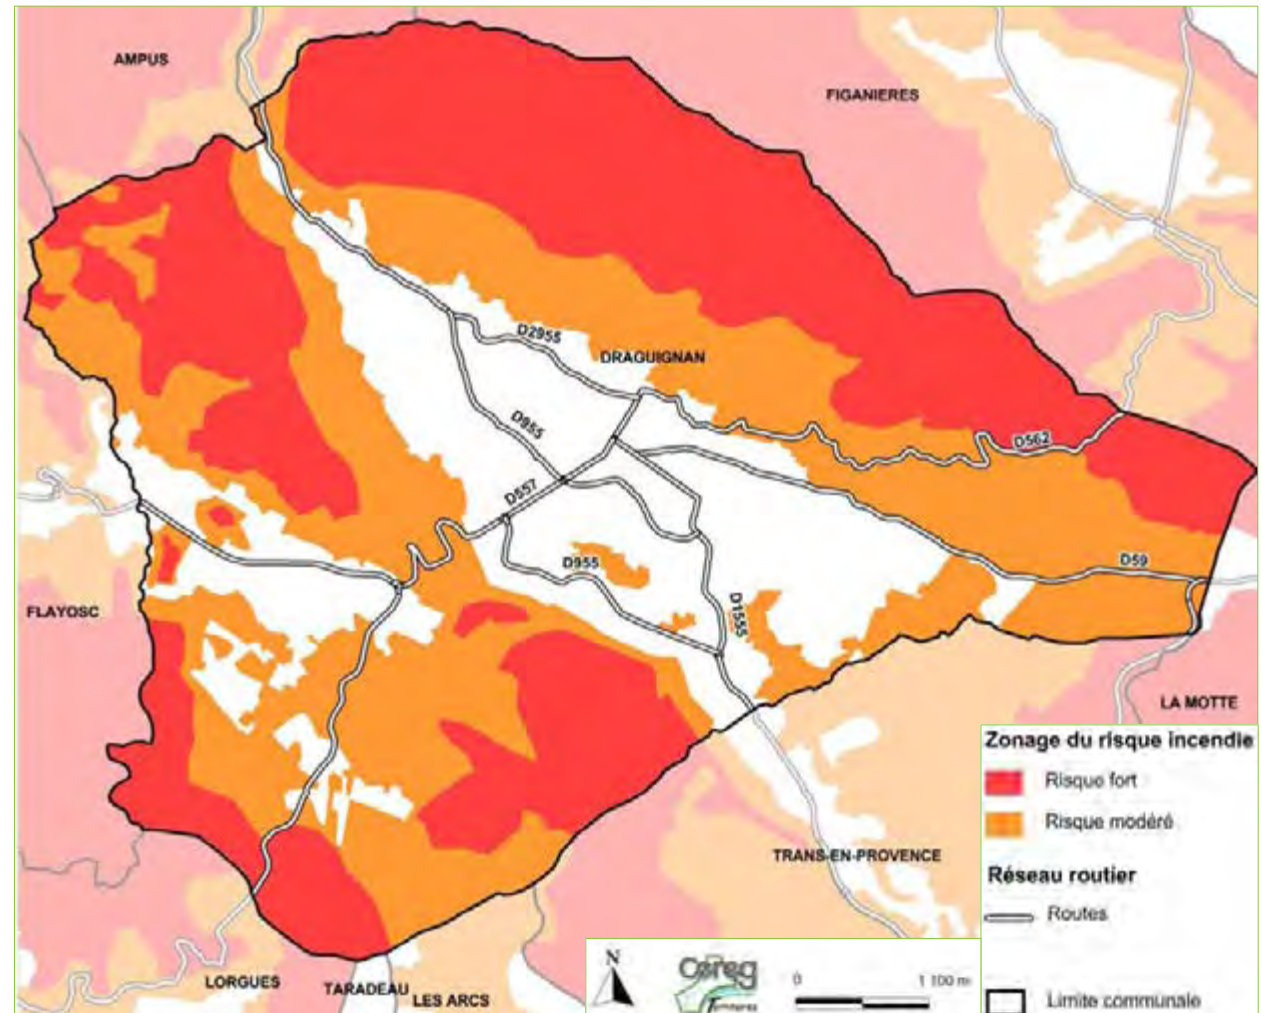 AMPUS
FIGANIERES
D2955
DRAGUIGNAN
D955
D562
D557
D955
D59
D1555
FLAYOSC
LA MOTTE
TRANS-EN-PROVENCE
LORGUES
TARADEAU
LES ARCS
Zonage du risque incendie
Risque fort
Risque modéré
Réseau routier
Routes
Limite communale
N
Cereg
0 1 100 m